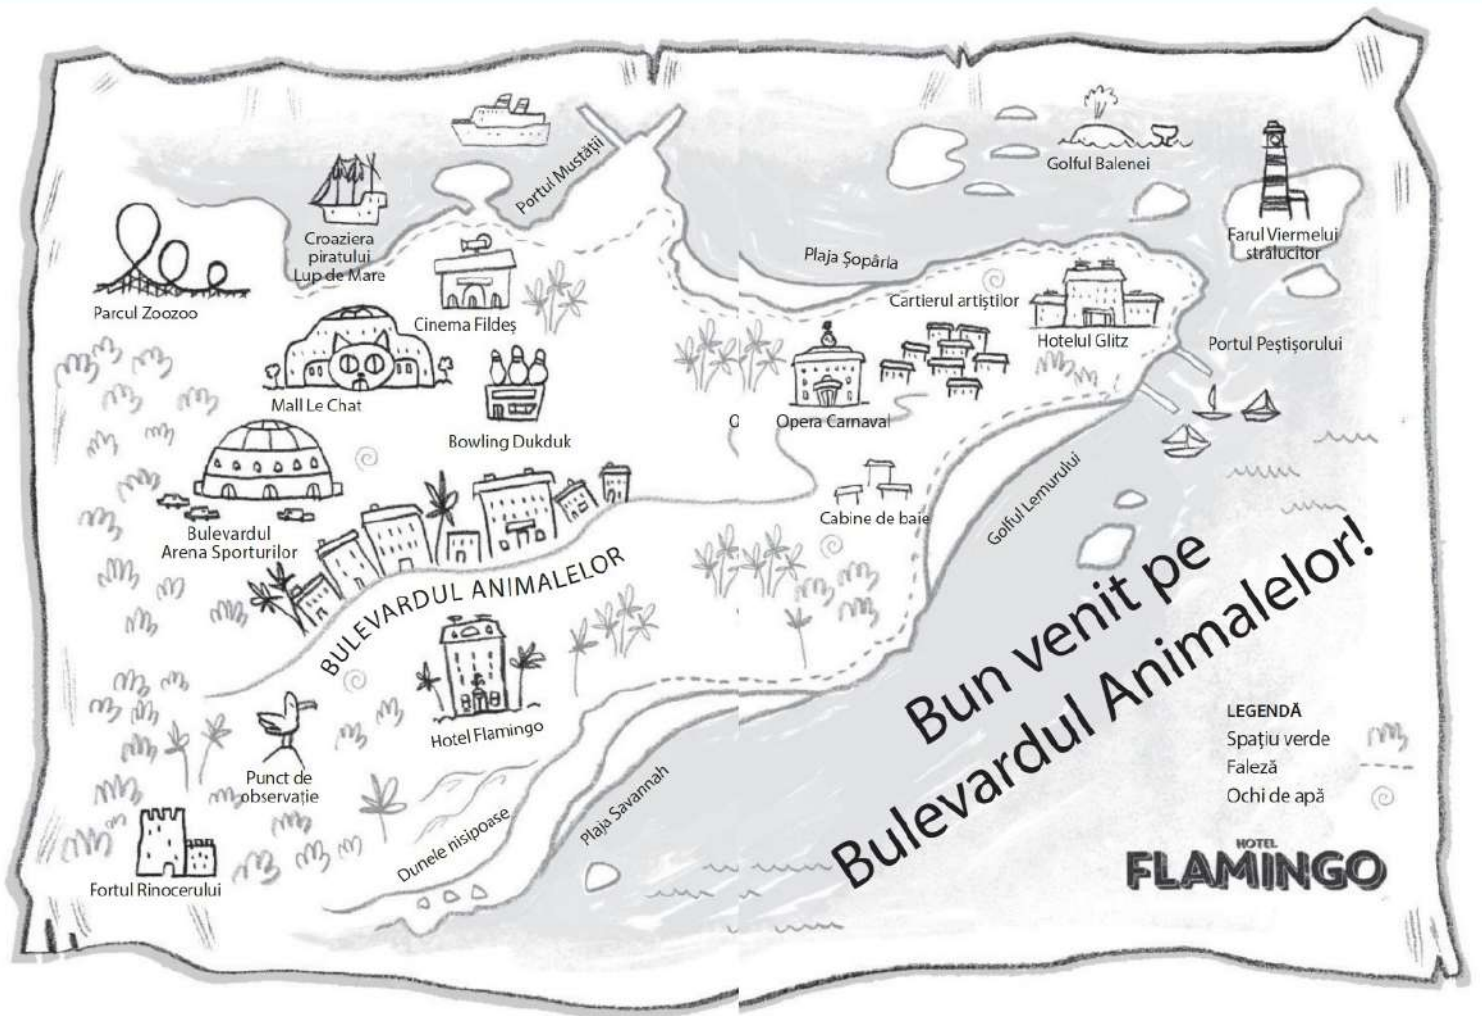 Portul Mustății
Golful Balenei
Croaziera
piratului
Lup de Mare
Farul Viermelui
strălucitor
Plaja Șopârla
Parcul Zoozoo
Cinema Fildeș
Cartierul artiștilor
Hotelul Glitz
Portul Peștișorului
Mall Le Chat
Bowling Dukduk
O
Opera Carnaval
Bulevardul
Arena Sporturilor
Cabine de baie
Golful Lemurului
BULEVARDUL ANIMALELOR
Hotel Flamingo
Punct de
observație
Fortul Rinocerului
Dunele nisipoase
Plaja Savannah
Bun venit pe
Bulevardul Animalelor!
LEGENDĂ
Spațiu verde
Faleză
Ochi de apă
HOTEL
FLAMINGO